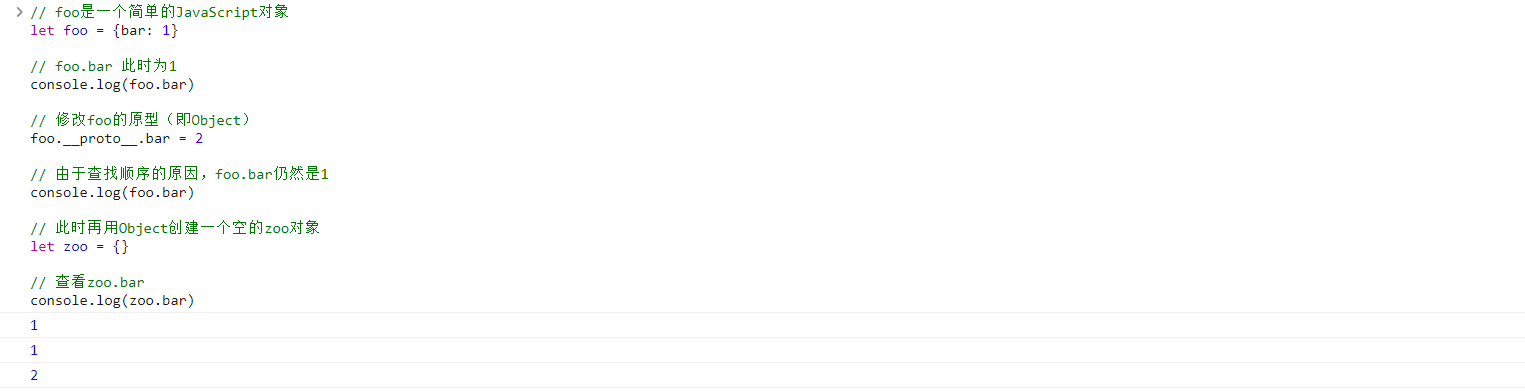 // foo是一个简单的JavaScript对象
let foo = {bar: 1}
// foo.bar 此时为1
console.log(foo.bar)
// 修改foo的原型（即Object）
foo.__proto__.bar = 2
// 由于查找顺序的原因，foo.bar仍然是1
console.log(foo.bar)
// 此时再用Object创建一个空的zoo对象
let zoo = {}
// 查看zoo.bar
console.log(zoo.bar)
1
1
2